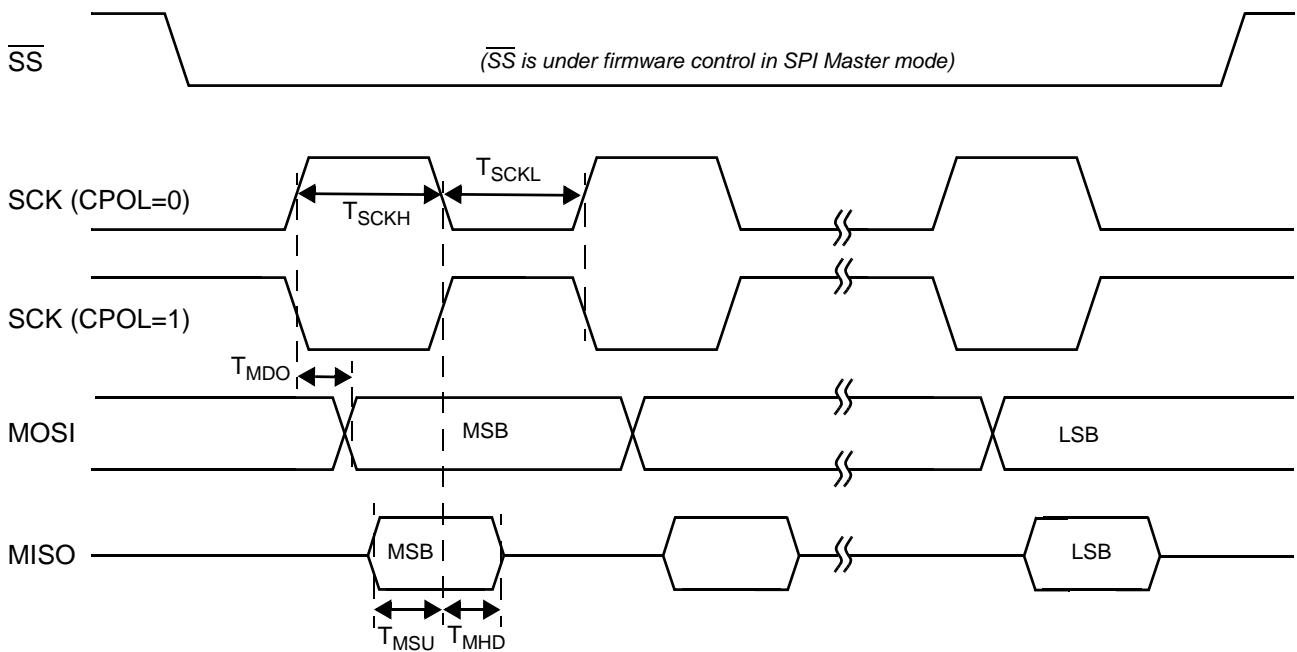 SS
(SS is under firmware control in SPI Master mode)
SCK (CPOL=0)
TSCKH
TSCKL
SCK (CPOL=1)
TMDO
MOSI
MSB
LSB
MISO
MSB
LSB
TMSU
TMHD